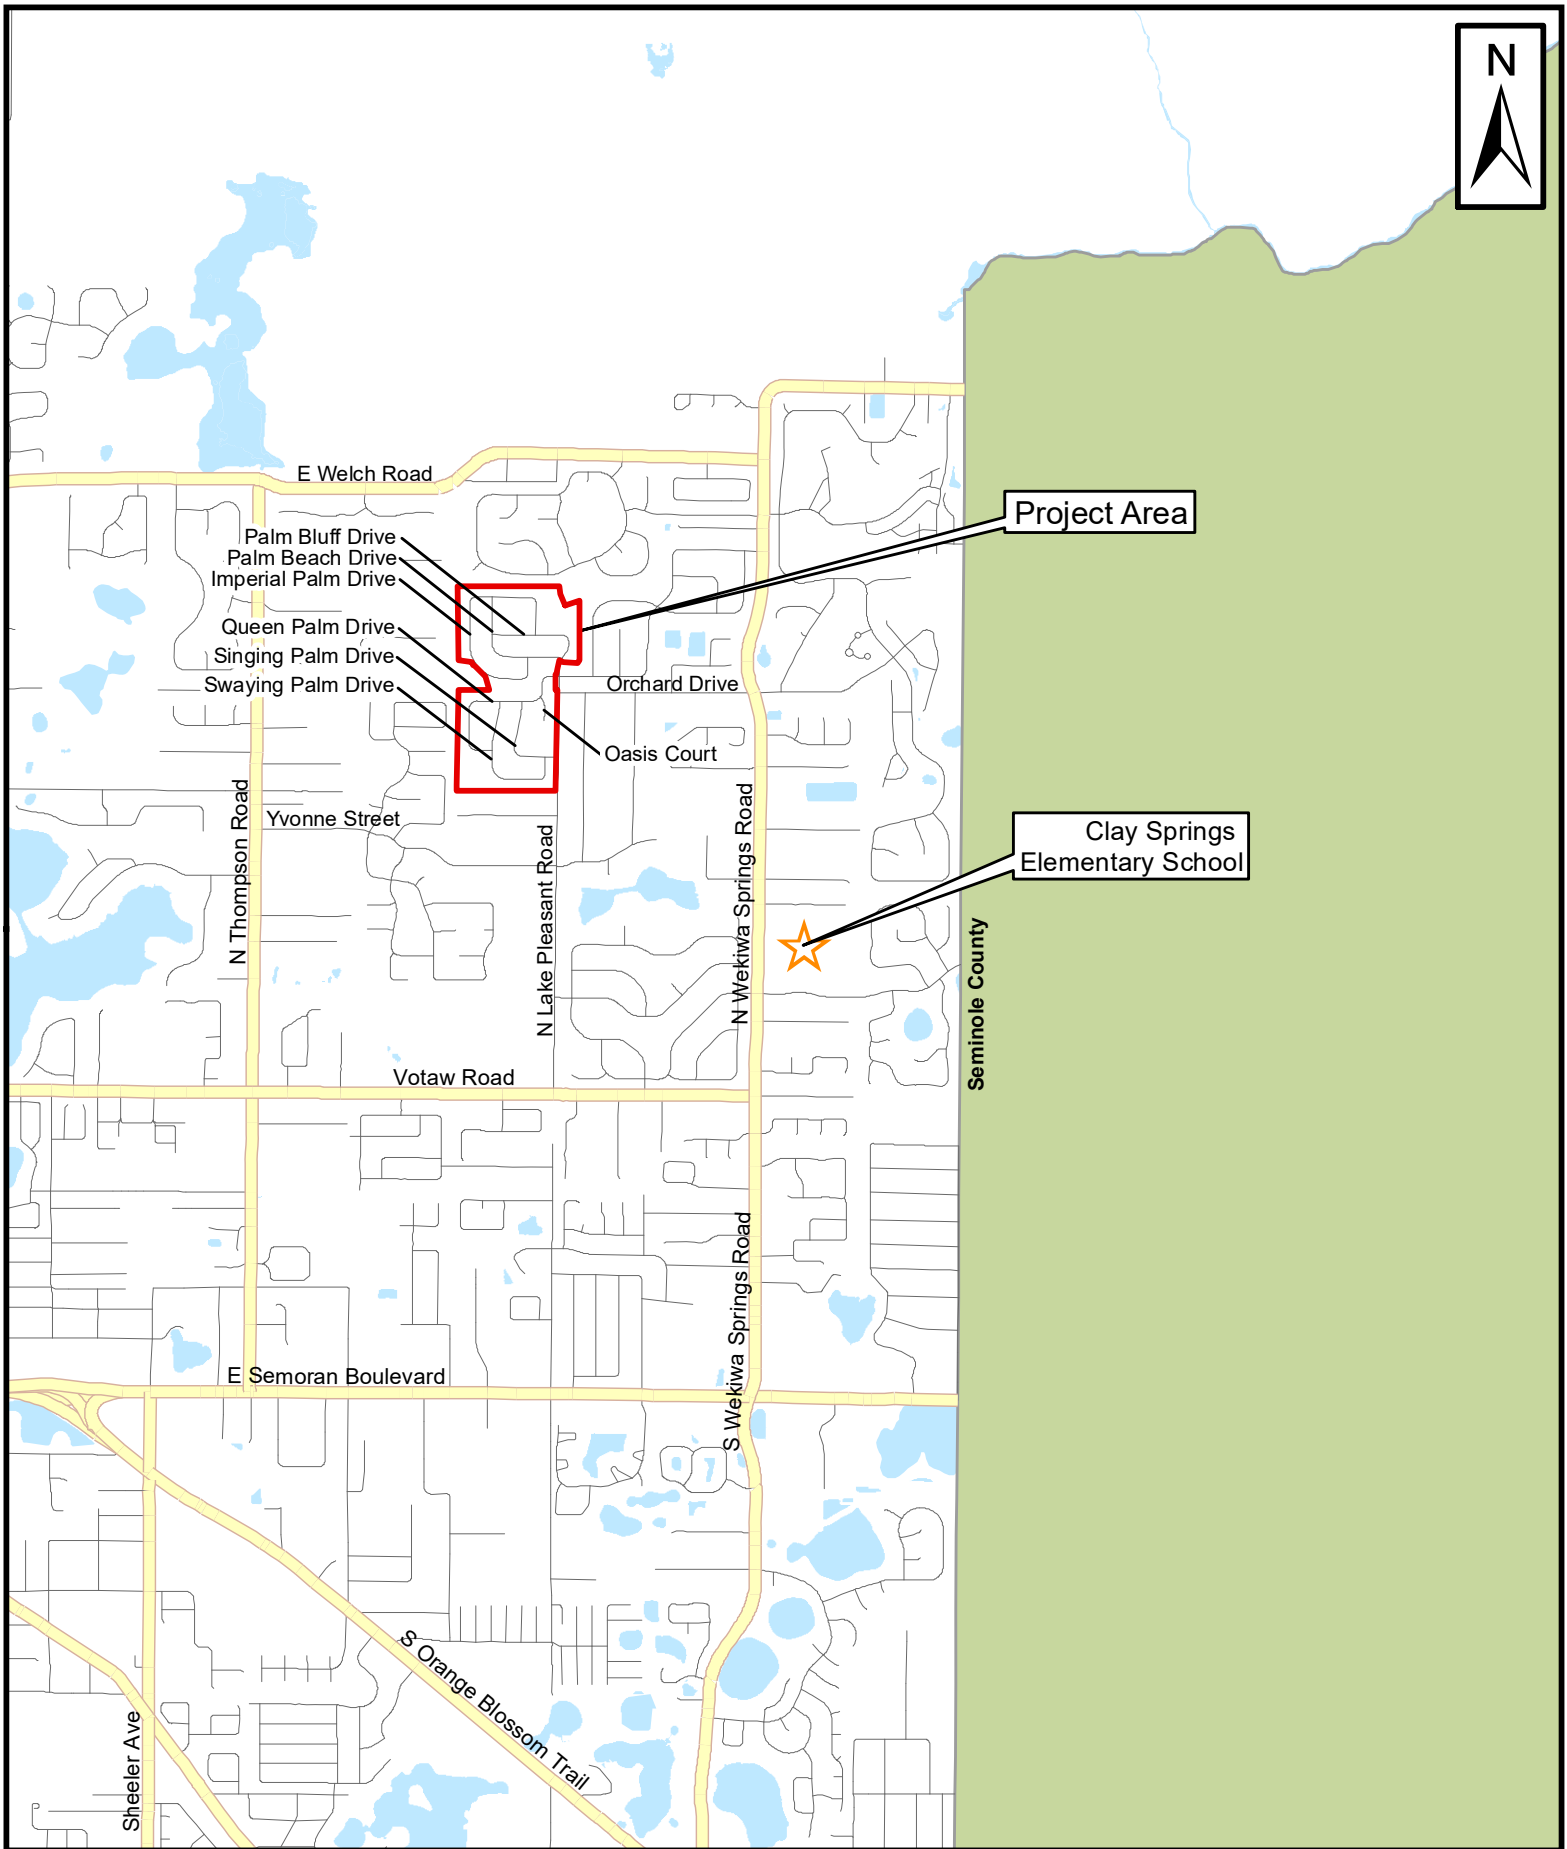 N
E Welch Road
Project Area
Palm Bluff Drive
Palm Beach Drive
Imperial Palm Drive
Queen Palm Drive
Singing Palm Drive
Swaying Palm Drive
Orchard Drive
Oasis Court
N Thompson Road
Yvonne Street
N Lake Pleasant Road
N Wekiwa Springs Road
Clay Springs
Elementary School
Seminole County
Votaw Road
S Wekiwa Springs Road
E Semoran Boulevard
S Orange Blossom Trail
Sheeler Ave